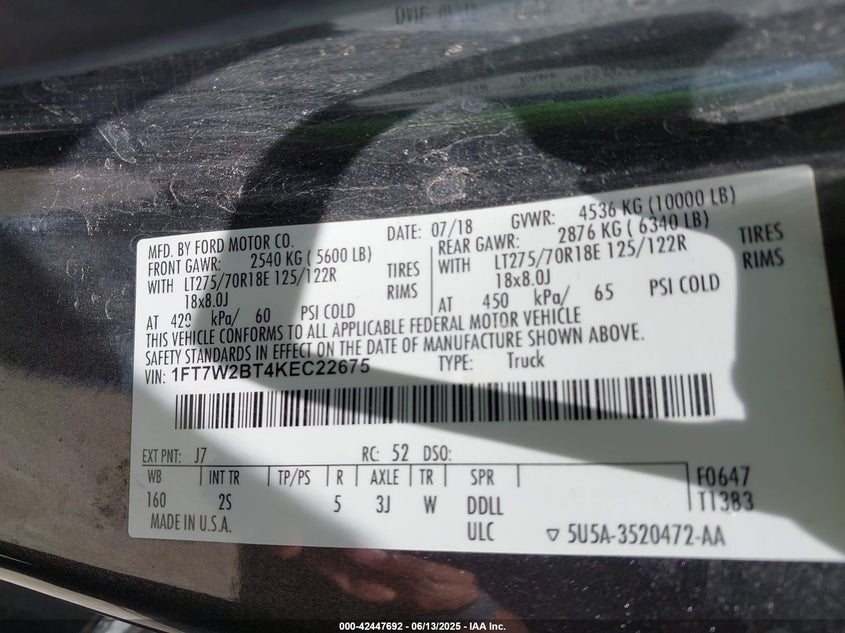 MFD. BY FORD MOTOR CO. DATE: 07/18 GVWR: 4536 KG (10000 LB)
FRONT GAWR: 2540 KG ( 5600 LB) REAR GAWR: 2876 KG ( 6340 LB)
WITH LT275/70R18E 125/122R TIRES WITH LT275/70R18E 125/122R TIRES
18x8.0J RIMS 18x8.0J RIMS
AT 420 kPa/ 60 PSI COLD AT 450 kPa/ 65 PSI COLD
THIS VEHICLE CONFORMS TO ALL APPLICABLE FEDERAL MOTOR VEHICLE
SAFETY STANDARDS IN EFFECT ON THE DATE OF MANUFACTURE SHOWN ABOVE.
VIN: 1FT7W2BT4KEC22675 TYPE: Truck
EXT PNT: J7 RC: 52 DSO:
WB INT TR TP/PS R AXLE TR SPR F0647
160 2S 5 3J W DDLL T1383
MADE IN U.S.A. ULC ▽ 5U5A-3520472-AA
000-42447692 - 06/13/2025 - IAA Inc.